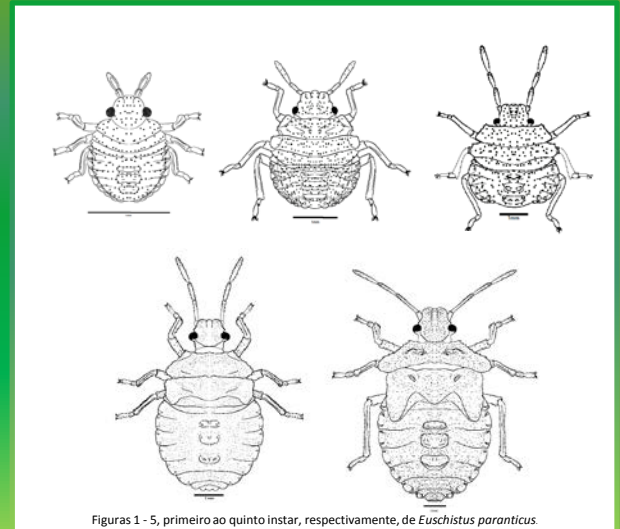 Figuras 1 - 5, primeiro ao quinto instar, respectivamente, de Euschistus paranticus.